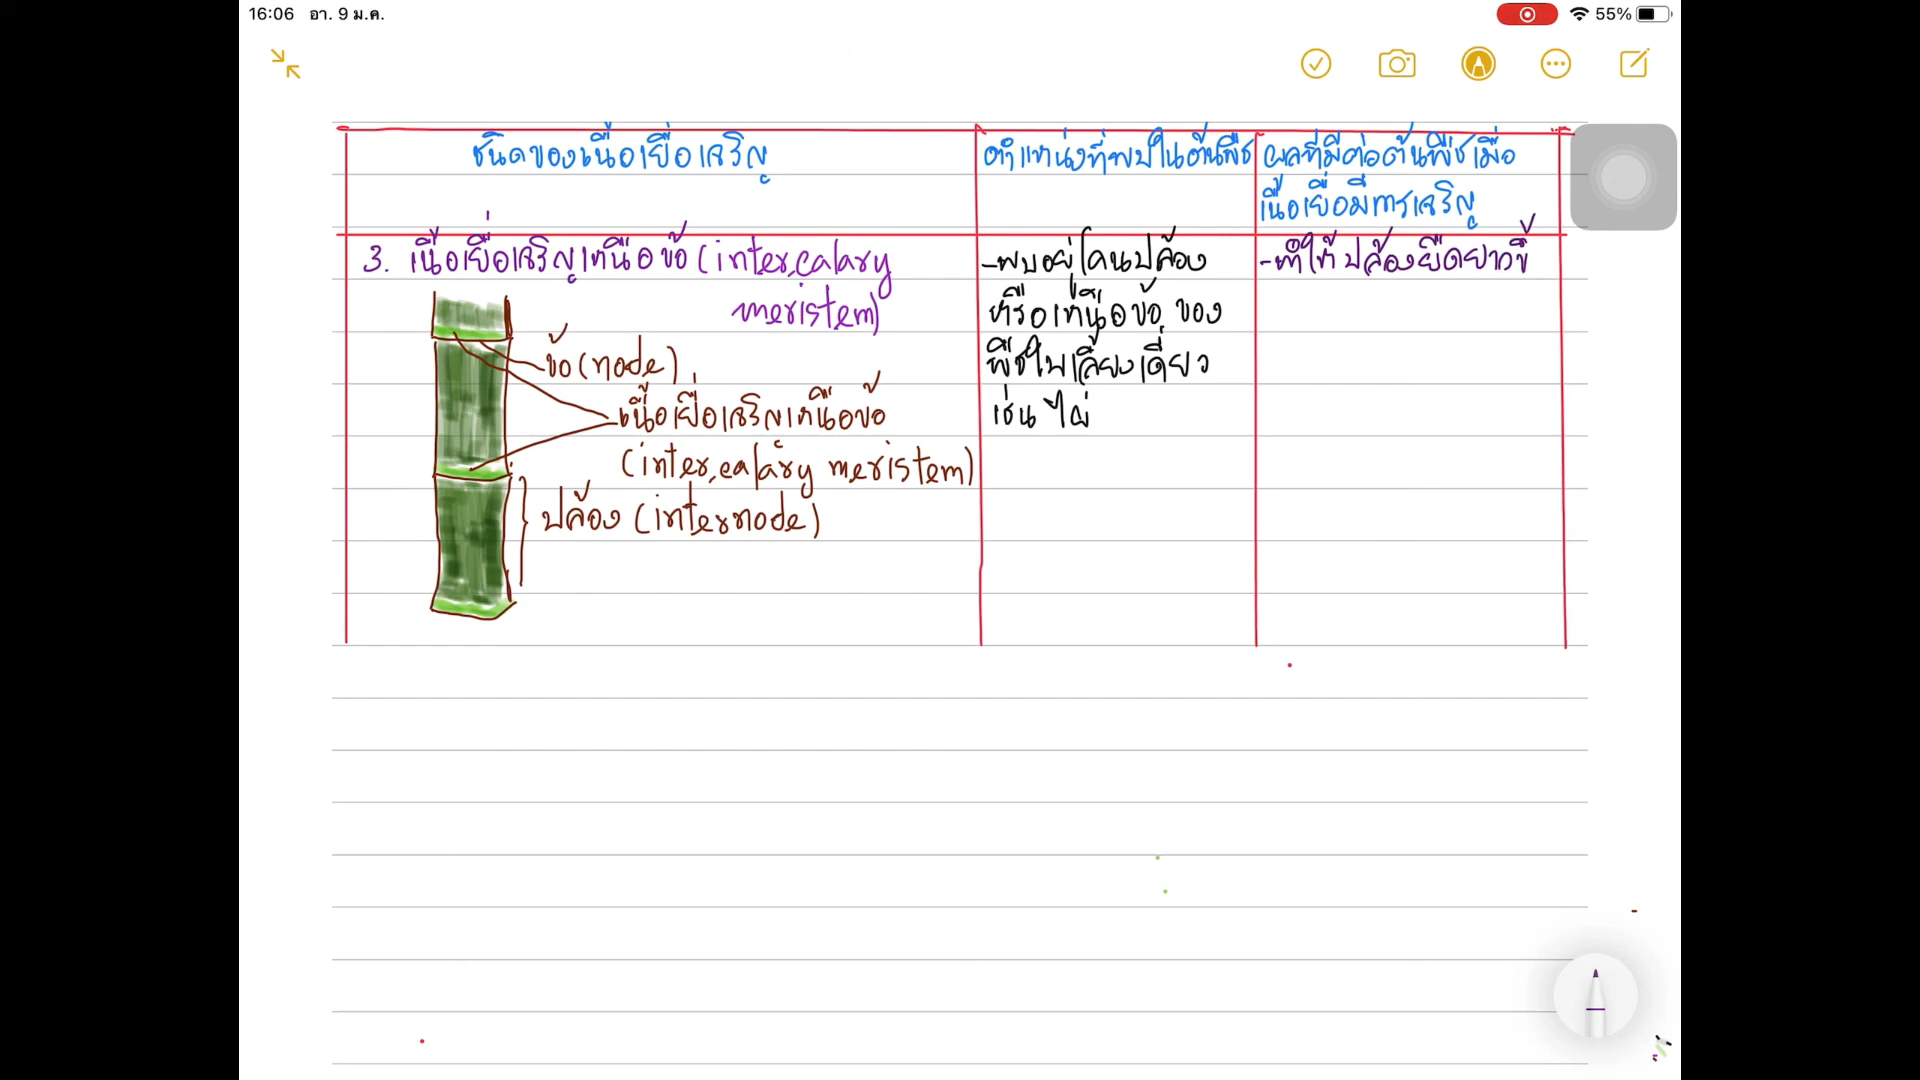 16:06 อา. 9 ม.ค.
55%
ชนิดของเนื้อเยื่อเจริญ
ตำแหน่งที่พบในต้นพืช
ผลที่มีต่อต้นพืชเมื่อ
เนื้อเยื่อมีการเจริญ
3. เนื้อเยื่อเจริญเหนือข้อ (intercalary
meristem)
ข้อ (node)
เนื้อเยื่อเจริญเหนือข้อ
(intercalary meristem)
ปล้อง (internode)
-พบอยู่โคนปล้อง
หรือเหนือข้อ ของ
พืชใบเลี้ยงเดี่ยว
เช่น ไผ่
-ทำให้ปล้องยืดยาวขึ้